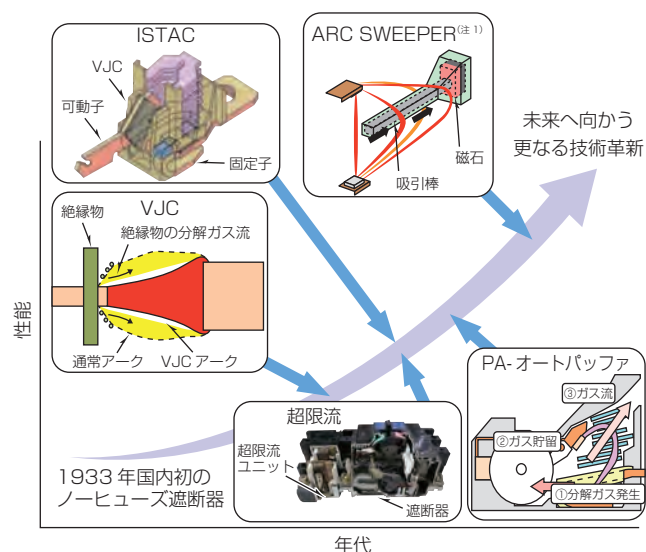 ISTAC
VJC
可動子
固定子
ARC SWEEPER(注1)
磁石
吸引棒
未来へ向かう
更なる技術革新
VJC
絶縁物
絶縁物の分解ガス流
通常アーク
VJCアーク
性能
超限流
超限流
ユニット
遮断器
PA-オートパッファ
③ガス流
②ガス貯留
①分解ガス発生
1933年国内初の
ノーヒューズ遮断器
年代